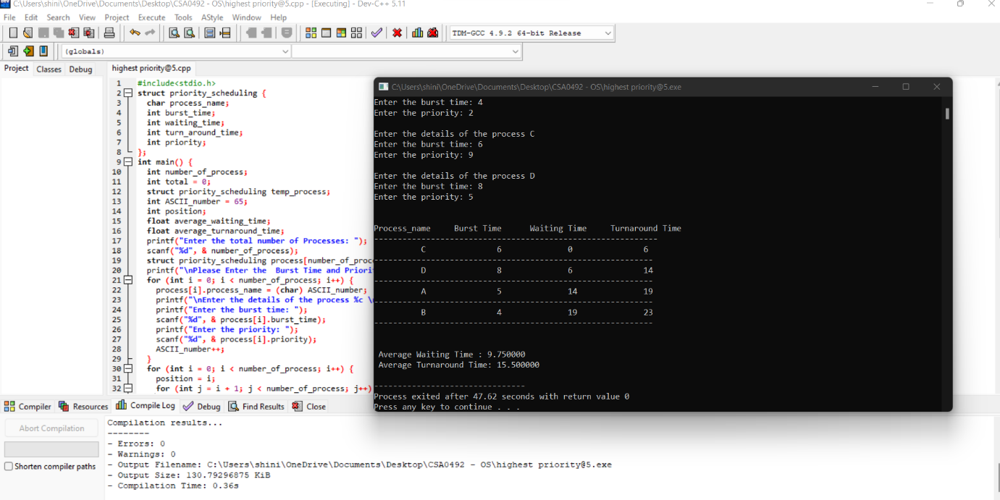 C:\Users\shini\OneDrive\Documents\Desktop\CSA0492 - OS\highest priority@5.cpp - [Executing] - Dev-C++ 5.11
File Edit Search View Project Execute Tools AStyle Window Help
TDM-GCC 4.9.2 64-bit Release
(globals)
Project Classes Debug
highest priority@5.cpp
1 #include<stdio.h>
2 struct priority_scheduling {
3 char process_name;
4 int burst_time;
5 int waiting_time;
6 int turn_around_time;
7 int priority;
8 };
9 int main() {
10 int number_of_process;
11 int total = 0;
12 struct priority_scheduling temp_process;
13 int ASCII_number = 65;
14 int position;
15 float average_waiting_time;
16 float average_turnaround_time;
17 printf("Enter the total number of Processes: ");
18 scanf("%d", & number_of_process);
19 struct priority_scheduling process[number_of_proc
20 printf("\nPlease Enter the  Burst Time and Priori
21 for (int i = 0; i < number_of_process; i++) {
22 process[i].process_name = (char) ASCII_number;
23 printf("\nEnter the details of the process %c \
24 printf("Enter the burst time: ");
25 scanf("%d", & process[i].burst_time);
26 printf("Enter the priority: ");
27 scanf("%d", & process[i].priority);
28 ASCII_number++;
29 }
30 for (int i = 0; i < number_of_process; i++) {
31 position = i;
32 for (int j = i + 1; j < number_of_process; j++)
C:\Users\shini\OneDrive\Documents\Desktop\CSA0492 - OS\highest priority@5.exe
Enter the burst time: 4
Enter the priority: 2
Enter the details of the process C
Enter the burst time: 6
Enter the priority: 9
Enter the details of the process D
Enter the burst time: 8
Enter the priority: 5
Process_name Burst Time Waiting Time Turnaround Time
------------------------------------------------------------
C 6 0 6
-----------------------------------------------------------
D 8 6 14
-----------------------------------------------------------
A 5 14 19
-----------------------------------------------------------
B 4 19 23
-----------------------------------------------------------
Average Waiting Time : 9.750000
Average Turnaround Time: 15.500000
--------------------------------
Process exited after 47.62 seconds with return value 0
Press any key to continue . . .
Compiler Resources Compile Log Debug Find Results Close
Abort Compilation
Shorten compiler paths
Compilation results...
--------
- Errors: 0
- Warnings: 0
- Output Filename: C:\Users\shini\OneDrive\Documents\Desktop\CSA0492 - OS\highest priority@5.exe
- Output Size: 130.79296875 KiB
- Compilation Time: 0.36s